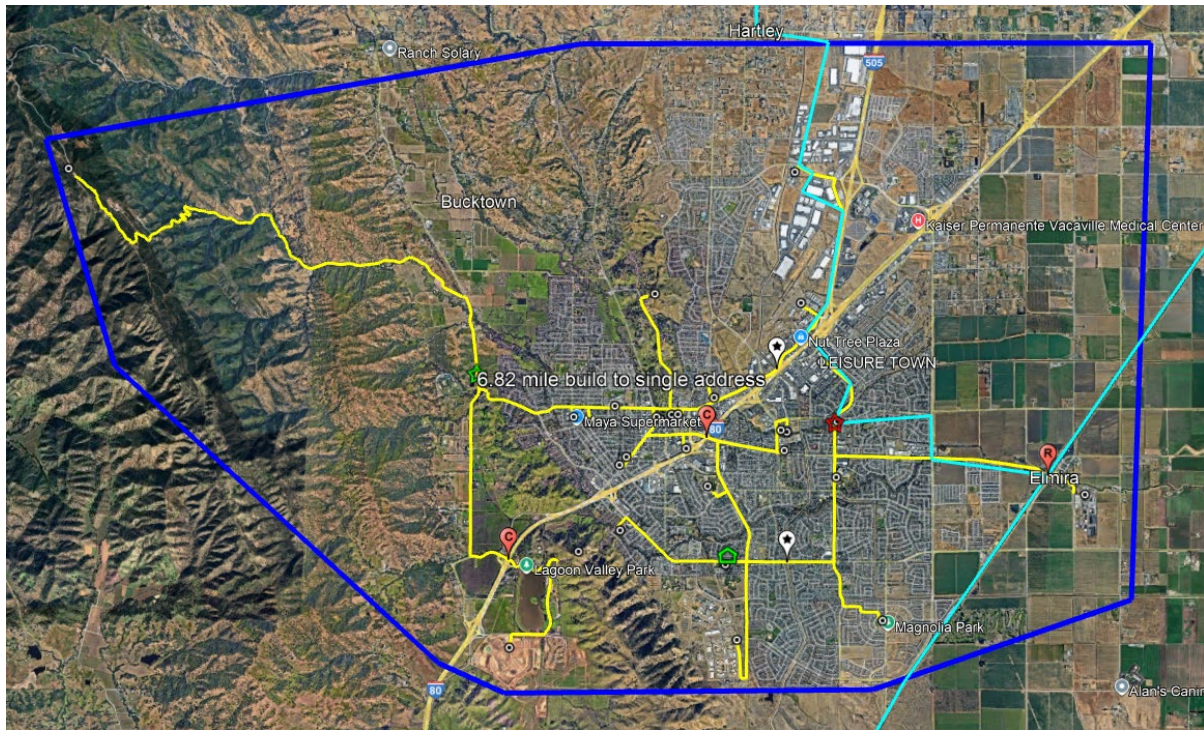 Hartley
Ranch Solary
505
Bucktown
Kaiser Permanente Vacaville Medical Center
H
Nut Tree Plaza
LEISURE TOWN
6.82 mile build to single address
Maya Supermarket
C
80
R
Elmira
C
Lagoon Valley Park
Magnolia Park
80
Alan's Canin